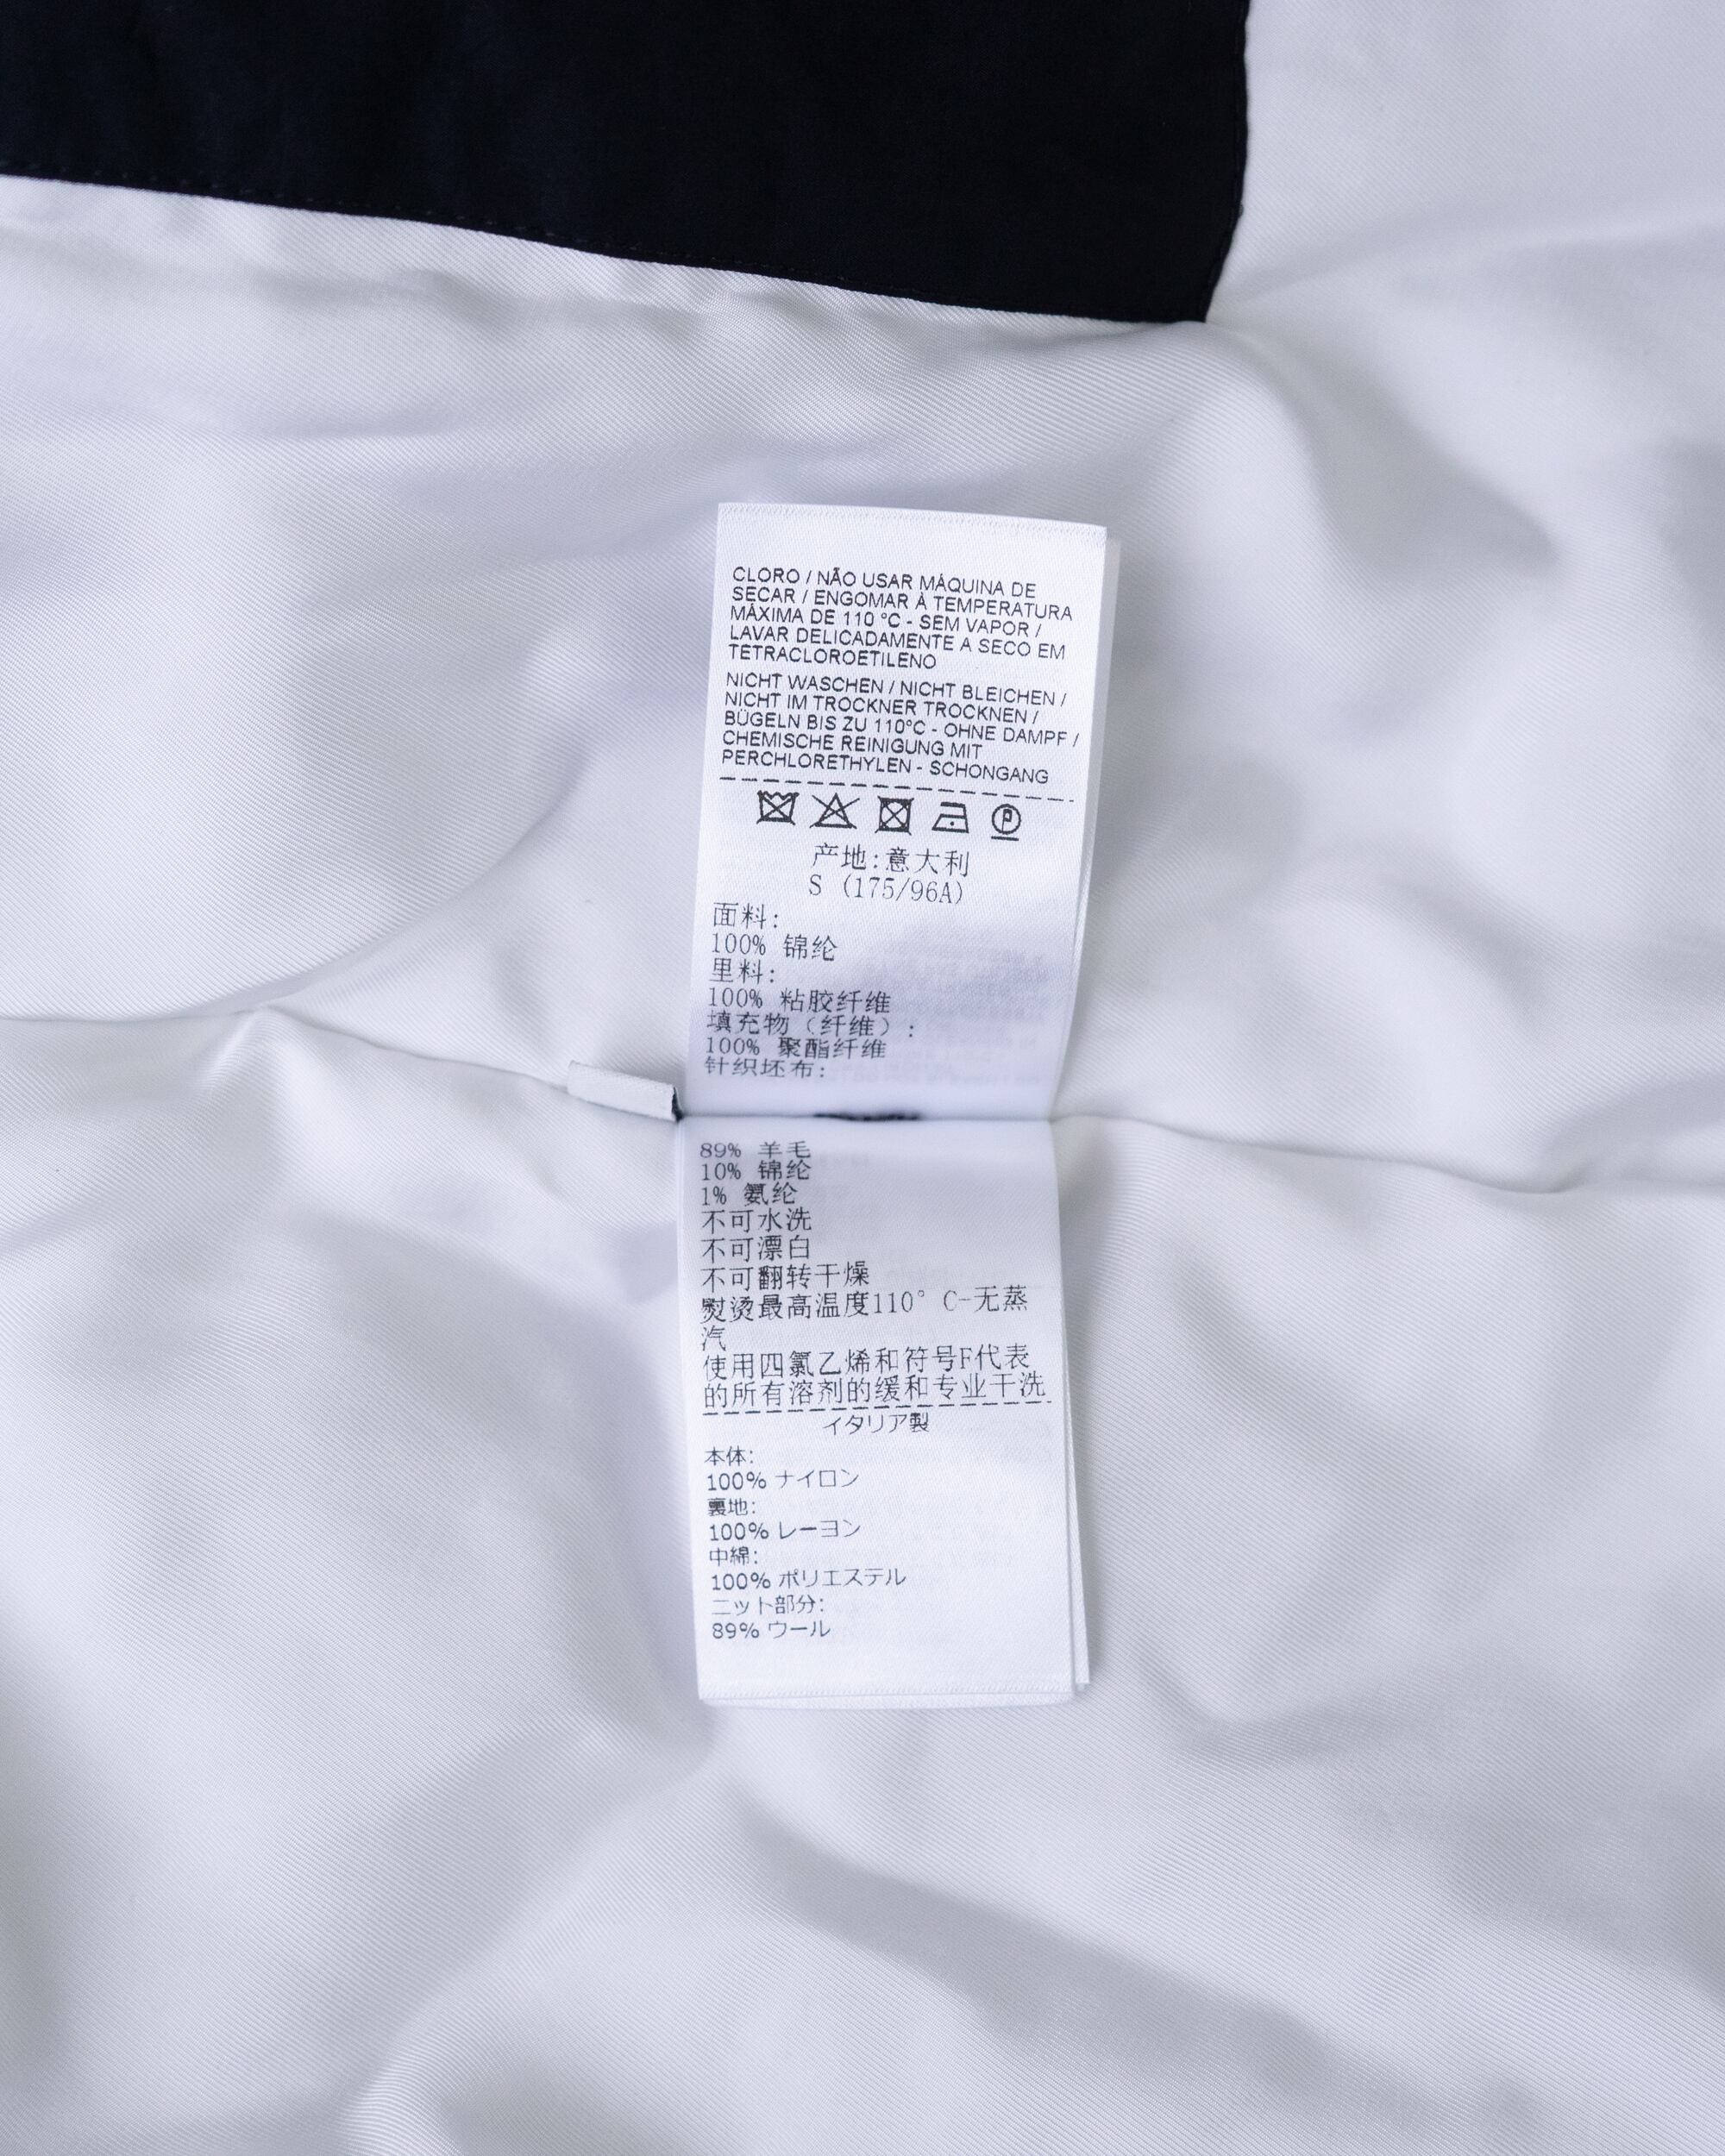 CLORO / NÃO USAR MÁQUINA DE
SECAR / ENGOMAR À TEMPERATURA
MÁXIMA DE 110 °C - SEM VAPOR /
LAVAR DELICADAMENTE A SECO EM
TETRACLOROETILENO
NICHT WASCHEN / NICHT BLEICHEN /
NICHT IM TROCKNER TROCKNEN /
BÜGELN BIS ZU 110°C - OHNE DAMPF /
CHEMISCHE REINIGUNG MIT
PERCHLORETHYLEN - SCHONGANG
P
产地:意大利
S (175/96A)
面料:
100% 锦纶
里料:
100% 粘胶纤维
填充物（纤维）:
100% 聚酯纤维
针织坯布:
89% 羊毛
10% 锦纶
1% 氨纶
不可水洗
不可漂白
不可翻转干燥
熨烫最高温度110° C-无蒸
汽
使用四氯乙烯和符号F代表
的所有溶剂的缓和专业干洗
イタリア製
本体:
100% ナイロン
裏地:
100% レーヨン
中綿:
100% ポリエステル
ニット部分:
89% ウール